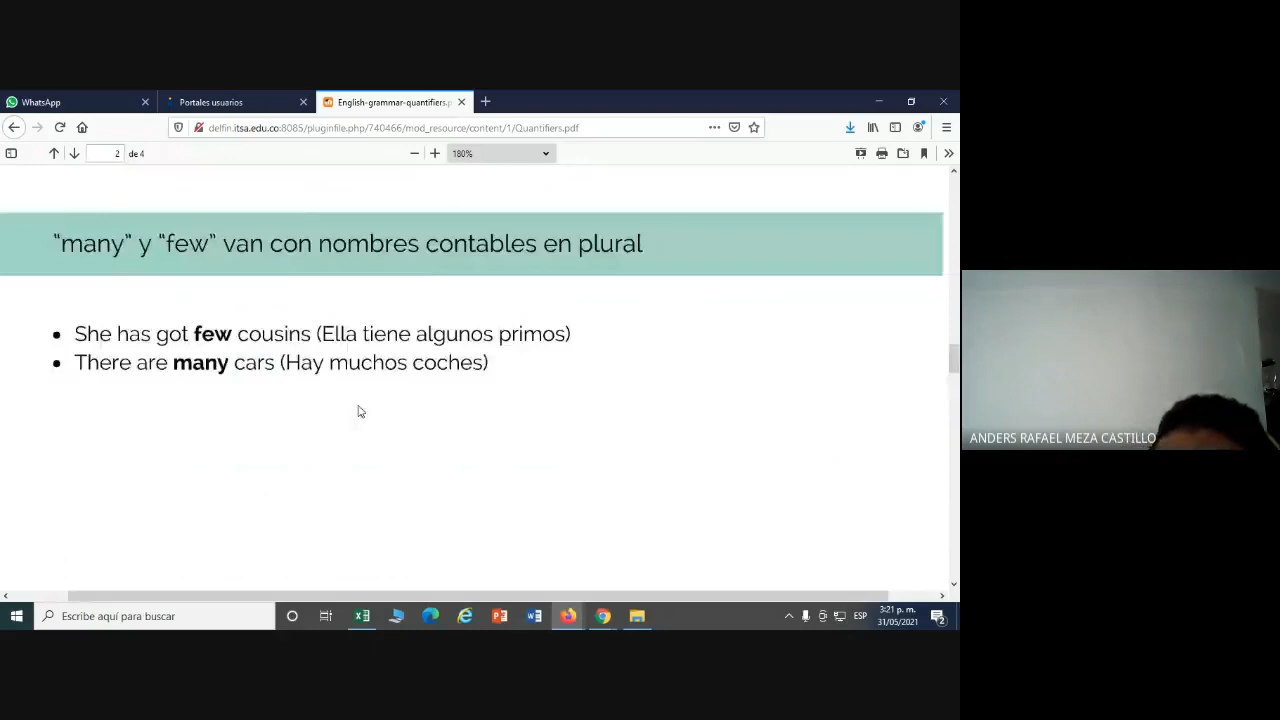 WhatsApp
Portales usuarios
English-grammar-quantifiers.p
delfin.itsa.edu.co:8085/pluginfile.php/740466/mod_resource/content/1/Quantifiers.pdf
2 de 4
180%
“many” y “few” van con nombres contables en plural
• She has got few cousins (Ella tiene algunos primos)
• There are many cars (Hay muchos coches)
ANDERS RAFAEL MEZA CASTILLO
Escribe aquí para buscar
ESP
3:21 p. m.
31/05/2021
2